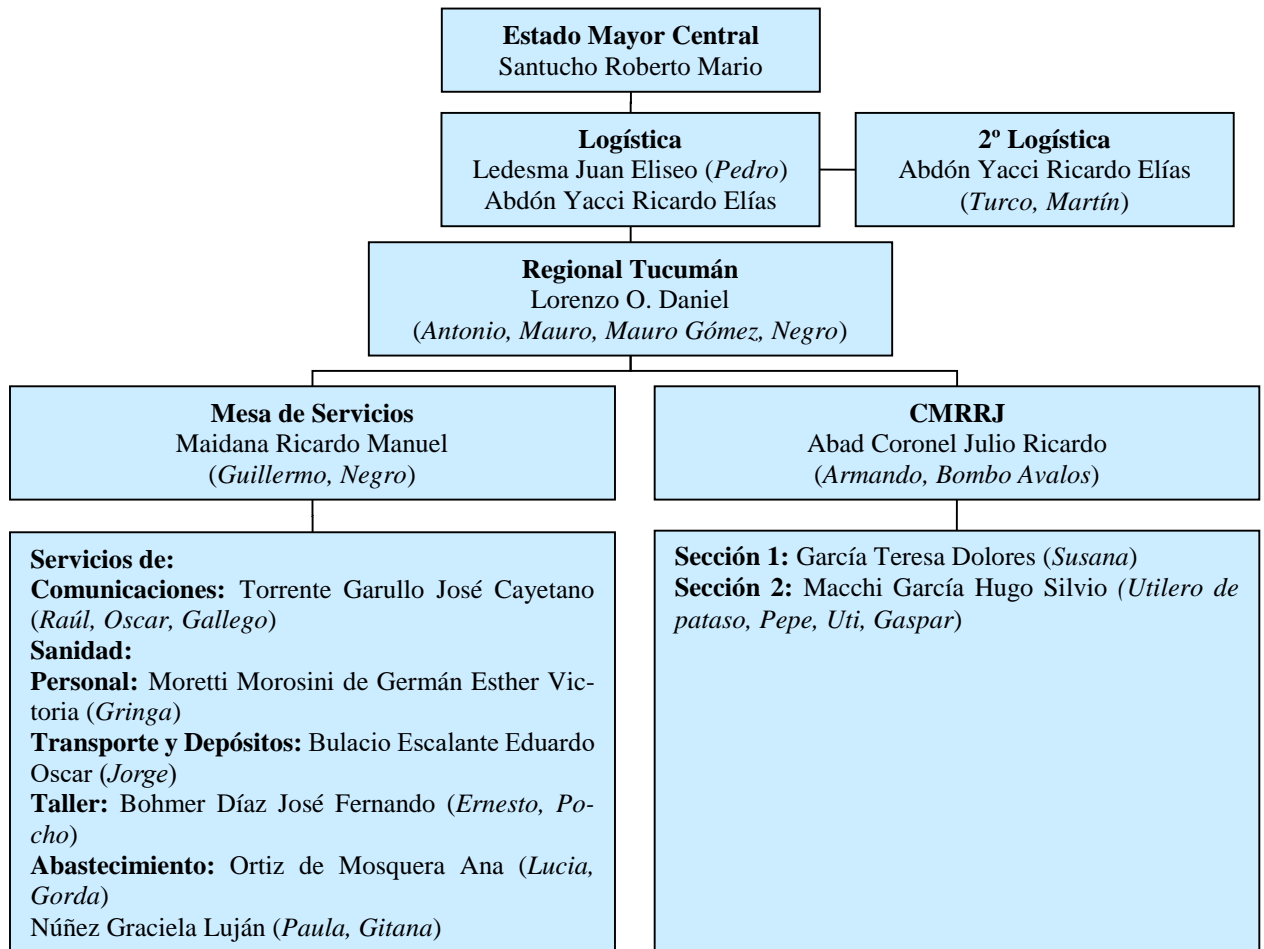 Estado Mayor Central
Santucho Roberto Mario
Logística
Ledesma Juan Eliseo (Pedro)
Abdón Yacci Ricardo Elías
2º Logística
Abdón Yacci Ricardo Elías
(Turco, Martín)
Regional Tucumán
Lorenzo O. Daniel
(Antonio, Mauro, Mauro Gómez, Negro)
Mesa de Servicios
Maidana Ricardo Manuel
(Guillermo, Negro)
CMRRJ
Abad Coronel Julio Ricardo
(Armando, Bombo Avalos)
Servicios de:
Comunicaciones: Torrente Garullo José Cayetano
(Raúl, Oscar, Gallego)
Sanidad:
Personal: Moretti Morosini de Germán Esther Vic-
toria (Gringa)
Transporte y Depósitos: Bulacio Escalante Eduardo
Oscar (Jorge)
Taller: Bohmer Díaz José Fernando (Ernesto, Po-
cho)
Abastecimiento: Ortiz de Mosquera Ana (Lucia,
Gorda)
Núñez Graciela Luján (Paula, Gitana)
Sección 1: García Teresa Dolores (Susana)
Sección 2: Macchi García Hugo Silvio (Utilero de
pataso, Pepe, Uti, Gaspar)